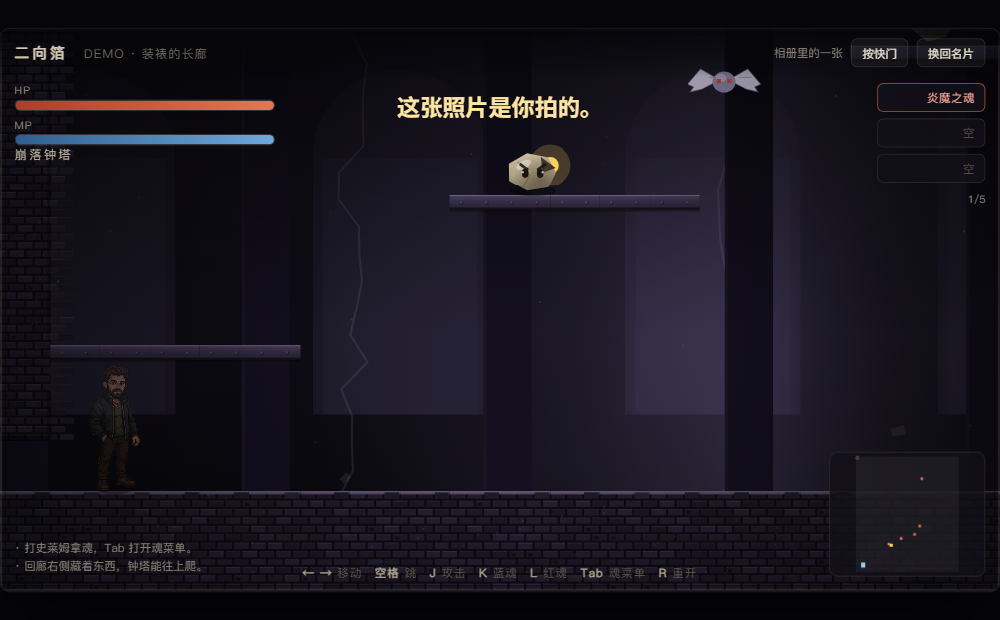 二向箔 DEMO · 装裱的长廊
相册里的一张 按快门 换回名片
HP
MP
崩落钟塔
炎魔之魂
空
空
1/5
这张照片是你拍的。
· 打史莱姆拿魂，Tab 打开魂菜单。
· 回廊右侧藏着东西，钟塔能往上爬。
← → 移动 空格 跳 J 攻击 K 蓝魂 L 红魂 Tab 魂菜单 R 重开